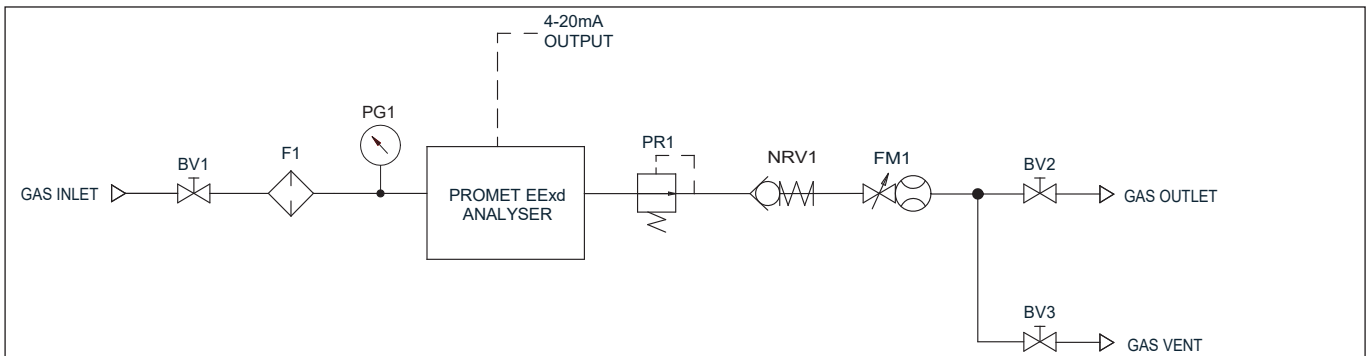 4-20mA
OUTPUT
PG1
BV1
F1
PR1
NRV1
FM1
BV2
GAS INLET
PROMET EExd
ANALYSER
GAS OUTLET
BV3
GAS VENT